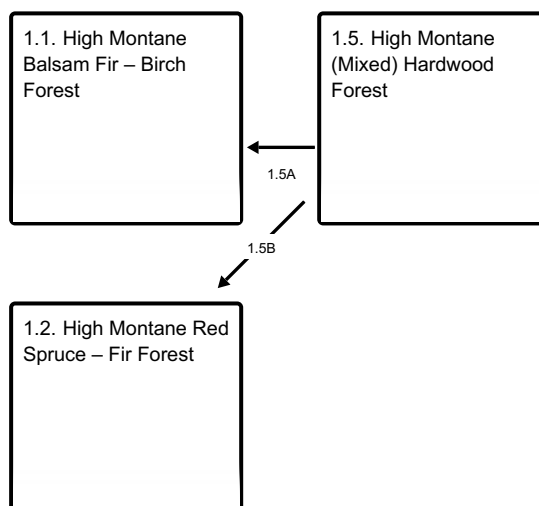 1.1. High Montane
Balsam Fir – Birch
Forest
1.5. High Montane
(Mixed) Hardwood
Forest
1.5A
1.5B
1.2. High Montane Red
Spruce – Fir Forest